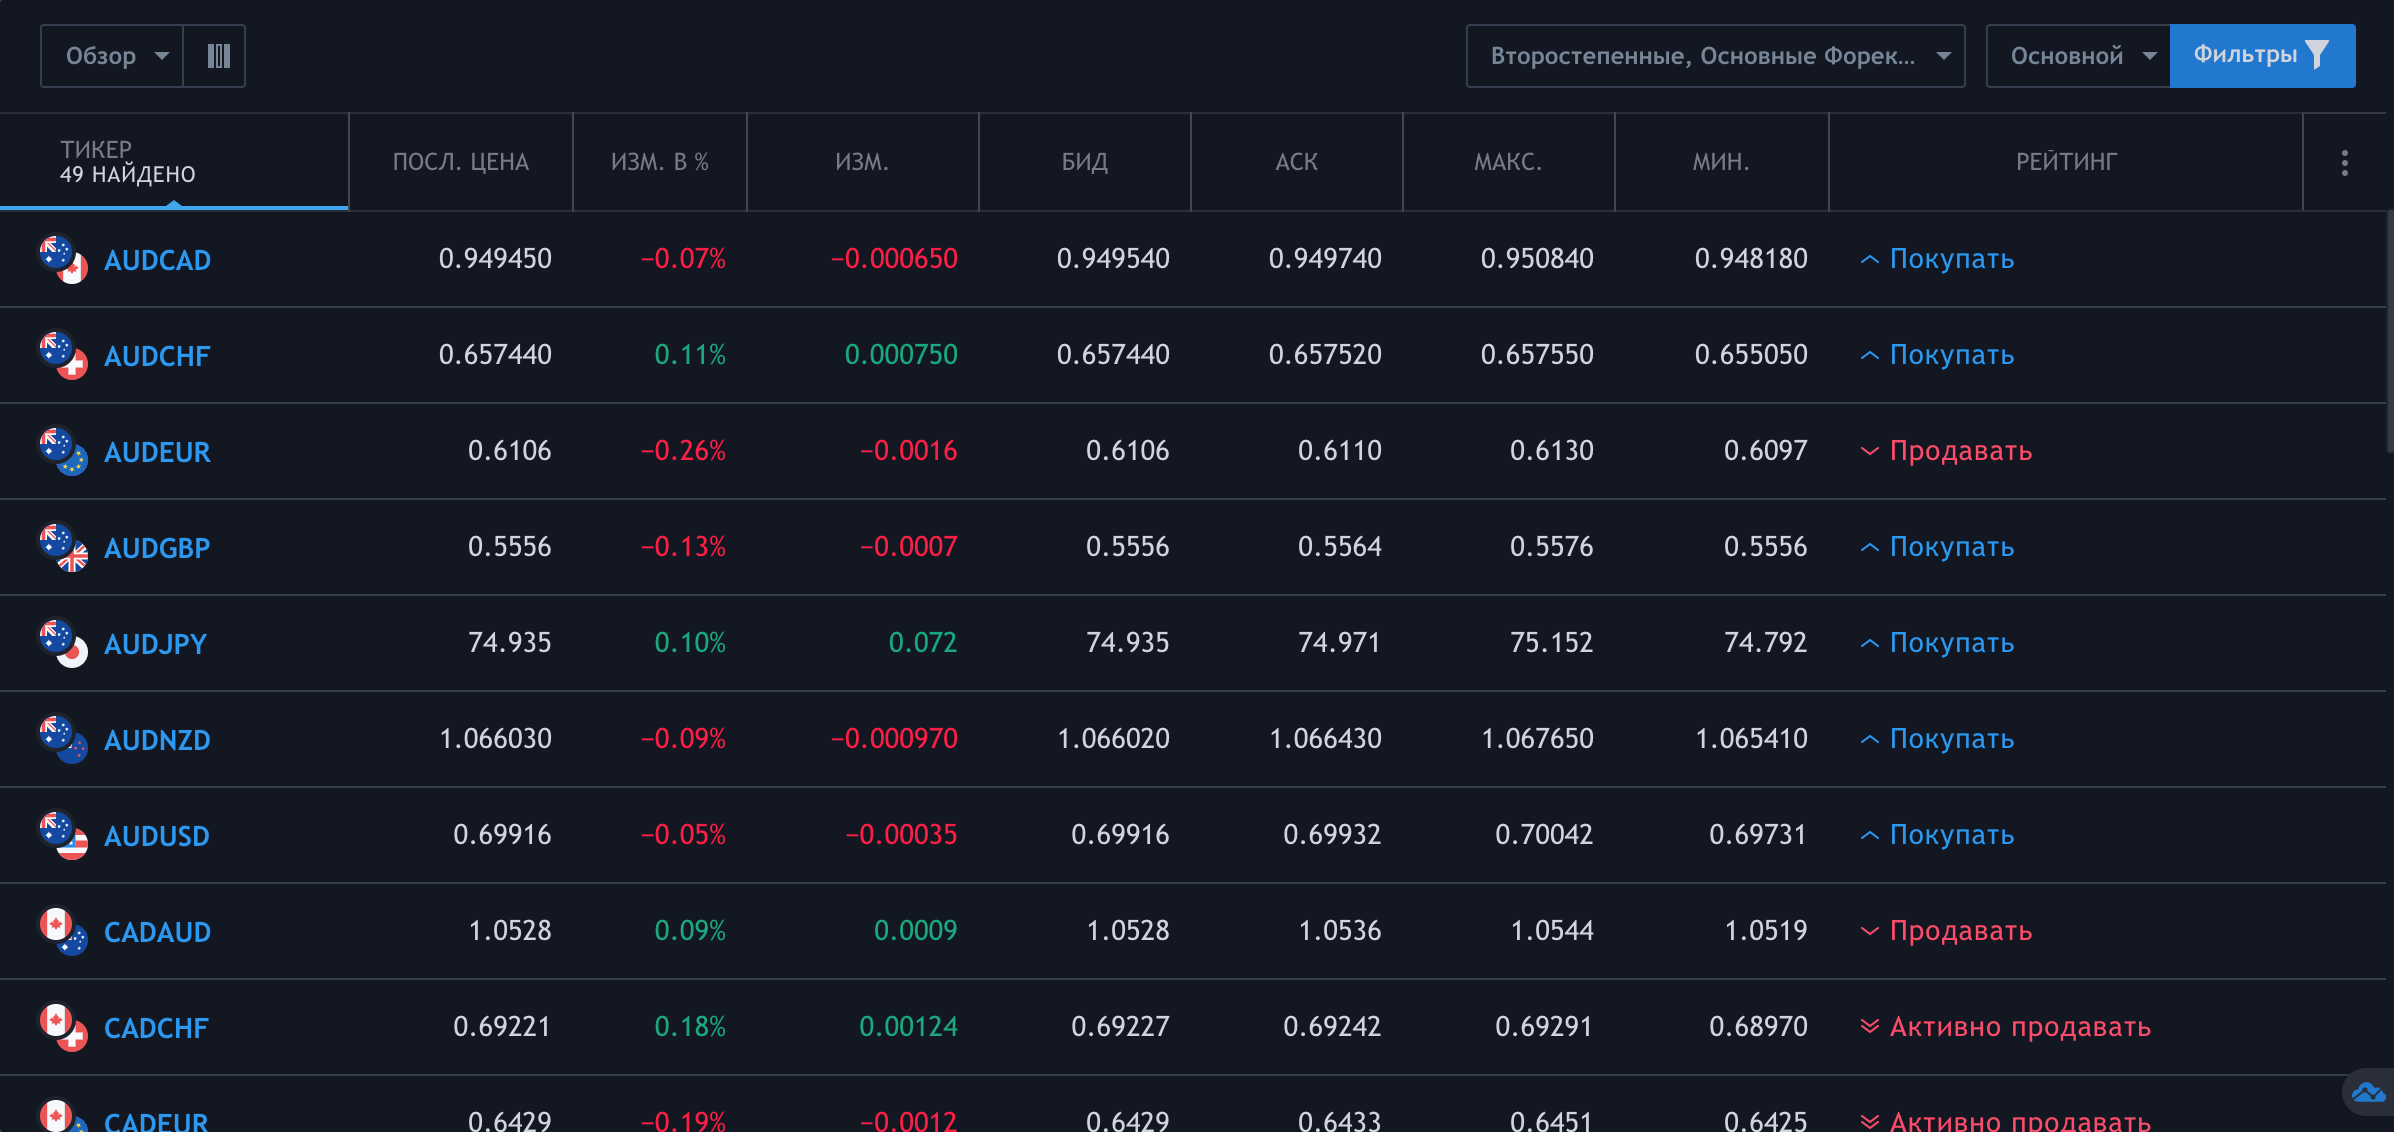 Обзор Второстепенные, Основные Форек... Основной Фильтры
ТИКЕР
49 НАЙДЕНО
ПОСЛ. ЦЕНА ИЗМ. В % ИЗМ. БИД АСК МАКС. МИН. РЕЙТИНГ
AUDCAD 0.949450 −0.07% −0.000650 0.949540 0.949740 0.950840 0.948180 Покупать
AUDCHF 0.657440 0.11% 0.000750 0.657440 0.657520 0.657550 0.655050 Покупать
AUDEUR 0.6106 −0.26% −0.0016 0.6106 0.6110 0.6130 0.6097 Продавать
AUDGBP 0.5556 −0.13% −0.0007 0.5556 0.5564 0.5576 0.5556 Покупать
AUDJPY 74.935 0.10% 0.072 74.935 74.971 75.152 74.792 Покупать
AUDNZD 1.066030 −0.09% −0.000970 1.066020 1.066430 1.067650 1.065410 Покупать
AUDUSD 0.69916 −0.05% −0.00035 0.69916 0.69932 0.70042 0.69731 Покупать
CADAUD 1.0528 0.09% 0.0009 1.0528 1.0536 1.0544 1.0519 Продавать
CADCHF 0.69221 0.18% 0.00124 0.69227 0.69242 0.69291 0.68970 Активно продавать
CADEUR 0.6429 −0.19% −0.0012 0.6429 0.6433 0.6451 0.6425 Активно продавать